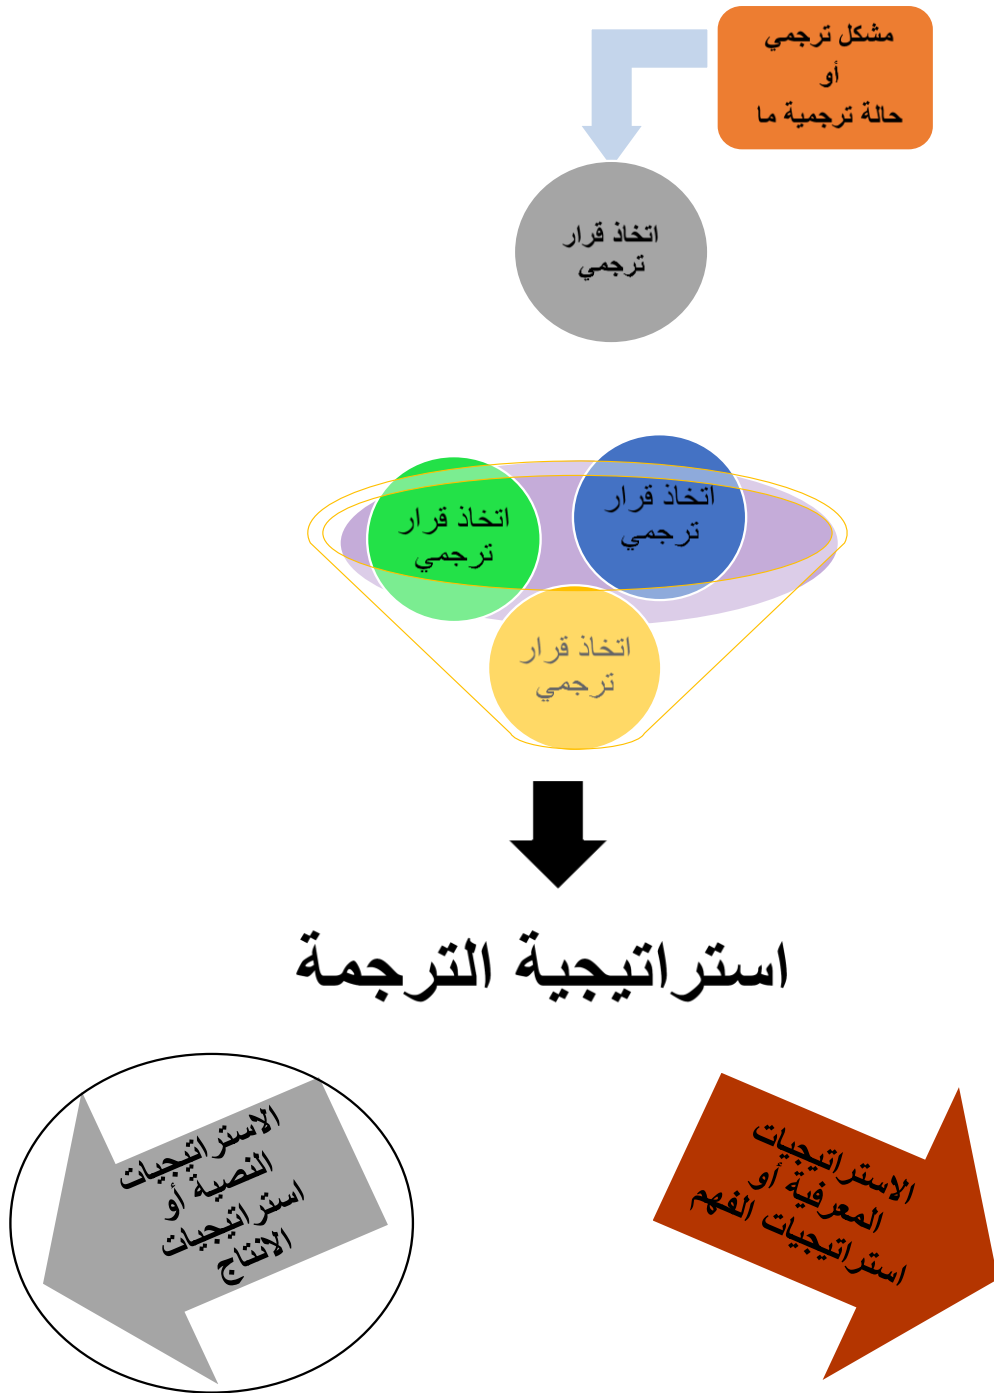 مشكل ترجمي
أو
حالة ترجمية ما
اتخاذ قرار
ترجمي
اتخاذ قرار
ترجمي
اتخاذ قرار
ترجمي
اتخاذ قرار
ترجمي
استراتيجية الترجمة
الاستراتيجيات
المعرفية أو
استراتيجيات الفهم
الاستراتيجيات
النصية أو
استراتيجيات
الانتاج